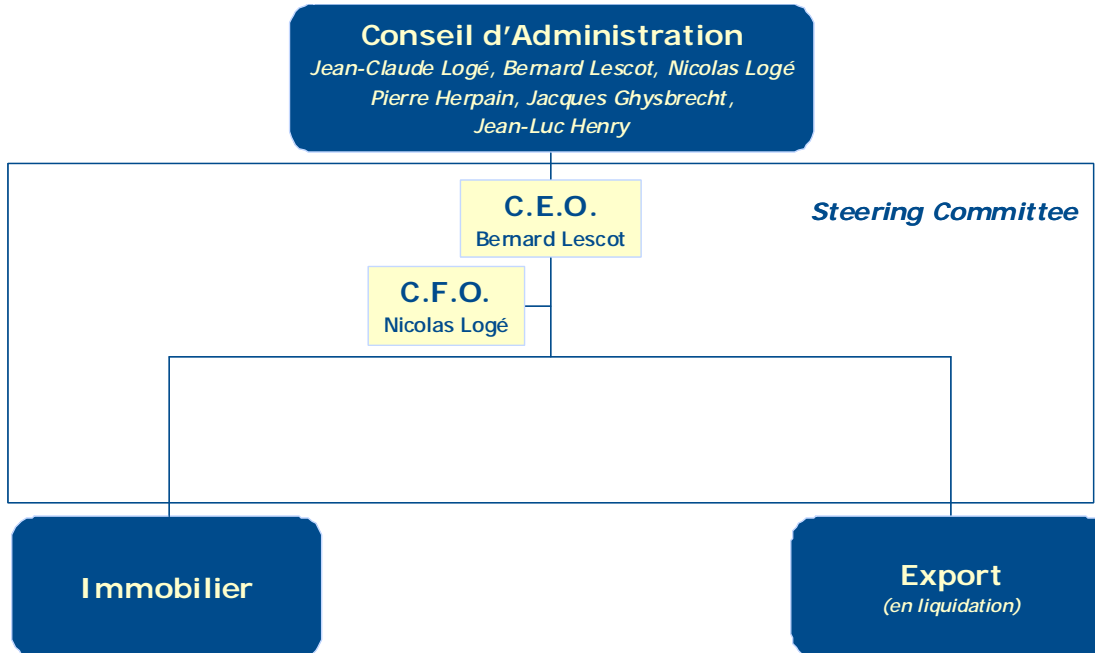 Conseil d'Administration
Jean-Claude Logé, Bernard Lescot, Nicolas Logé
Pierre Herpain, Jacques Ghysbrecht,
Jean-Luc Henry
C.E.O.
Bernard Lescot
Steering Committee
C.F.O.
Nicolas Logé
Immobilier
Export
(en liquidation)